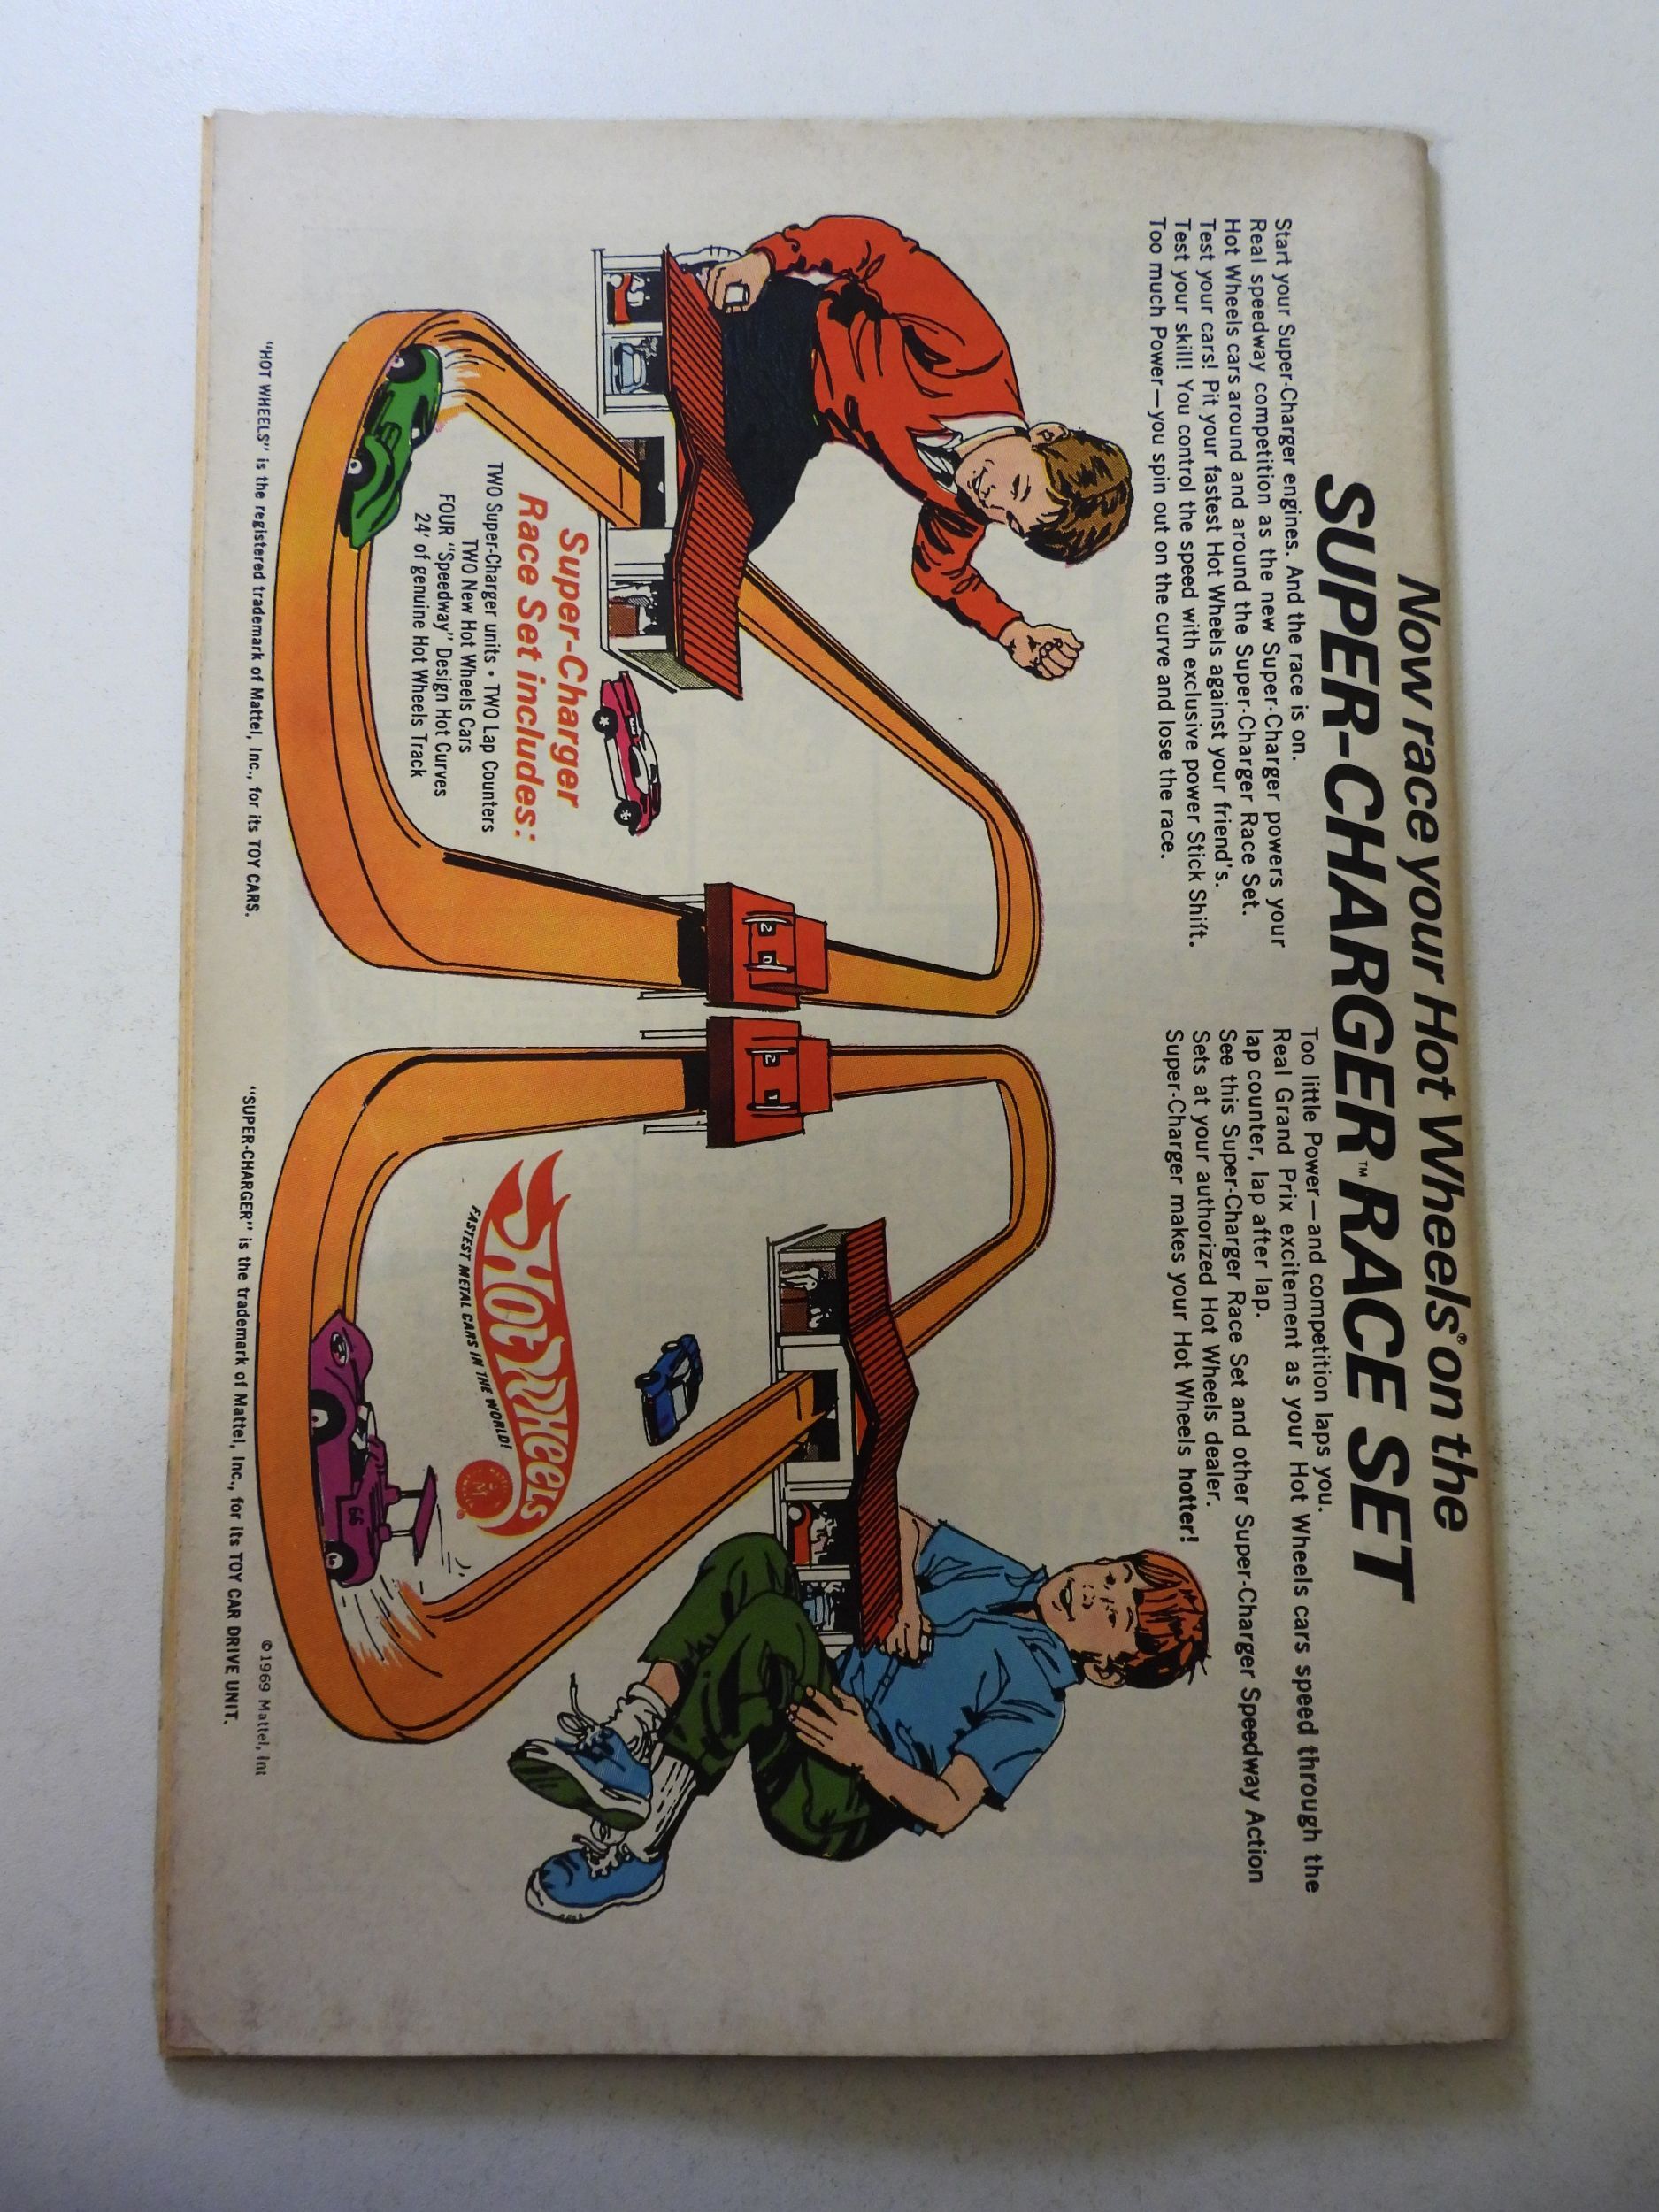 Now race your Hot Wheels® on the
SUPER-CHARGER™ RACE SET
Start your Super-Charger engines. And the race is on.
Real speedway competition as the new Super-Charger powers your
Hot Wheels cars around and around the Super-Charger Race Set.
Test your cars! Pit your fastest Hot Wheels against your friend's.
Test your skill! You control the speed with exclusive power Stick Shift.
Too much Power—you spin out on the curve and lose the race.
Too little Power—and competition laps you.
Real Grand Prix excitement as your Hot Wheels cars speed through the
lap counter, lap after lap.
See this Super-Charger Race Set and other Super-Charger Speedway Action
Sets at your authorized Hot Wheels dealer.
Super-Charger makes your Hot Wheels hotter!
2 0
2 1
Super-Charger
Race Set includes:
TWO Super-Charger units • TWO Lap Counters
TWO New Hot Wheels Cars
FOUR "Speedway" Design Hot Curves
24' of genuine Hot Wheels Track
HOT WHEELS
®
FASTEST METAL CARS IN THE WORLD!
66
©1969 Mattel, Inc
"HOT WHEELS" is the registered trademark of Mattel, Inc., for its TOY CARS.
"SUPER-CHARGER" is the trademark of Mattel, Inc., for its TOY CAR DRIVE UNIT.